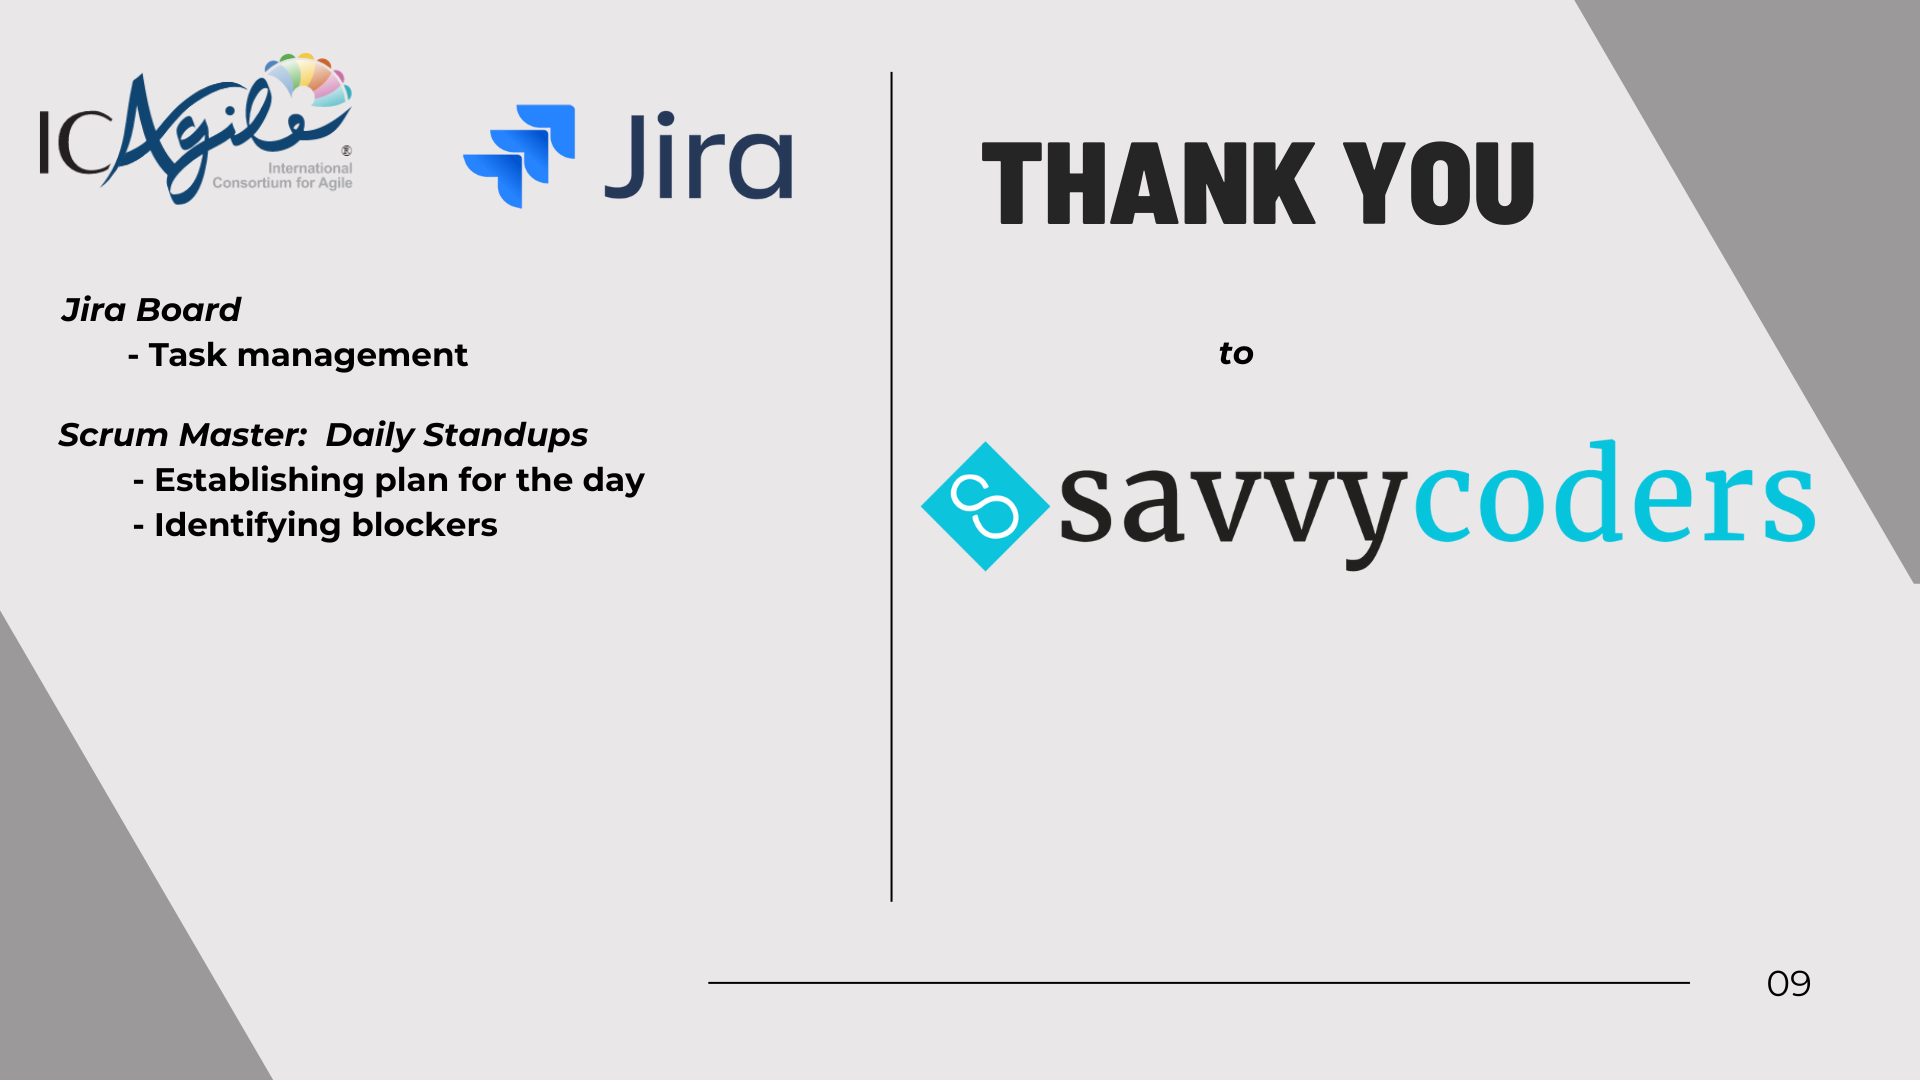 ICAgile®
International
Consortium for Agile
Jira
Jira Board
- Task management
Scrum Master:  Daily Standups
- Establishing plan for the day
- Identifying blockers
THANK YOU
to
savvycoders
09